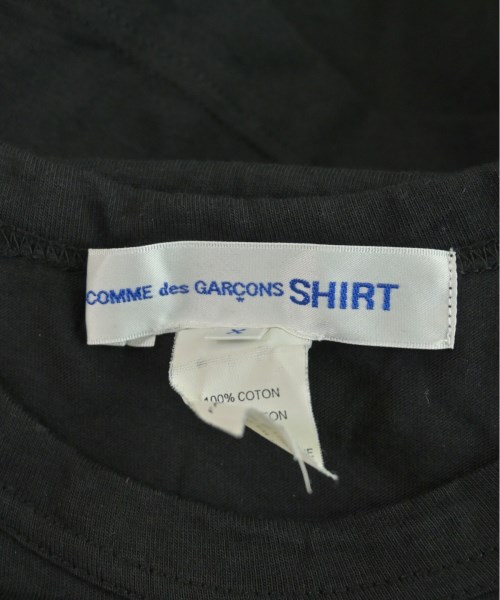 COMME des GARÇONS SHIRT
X
100% COTON